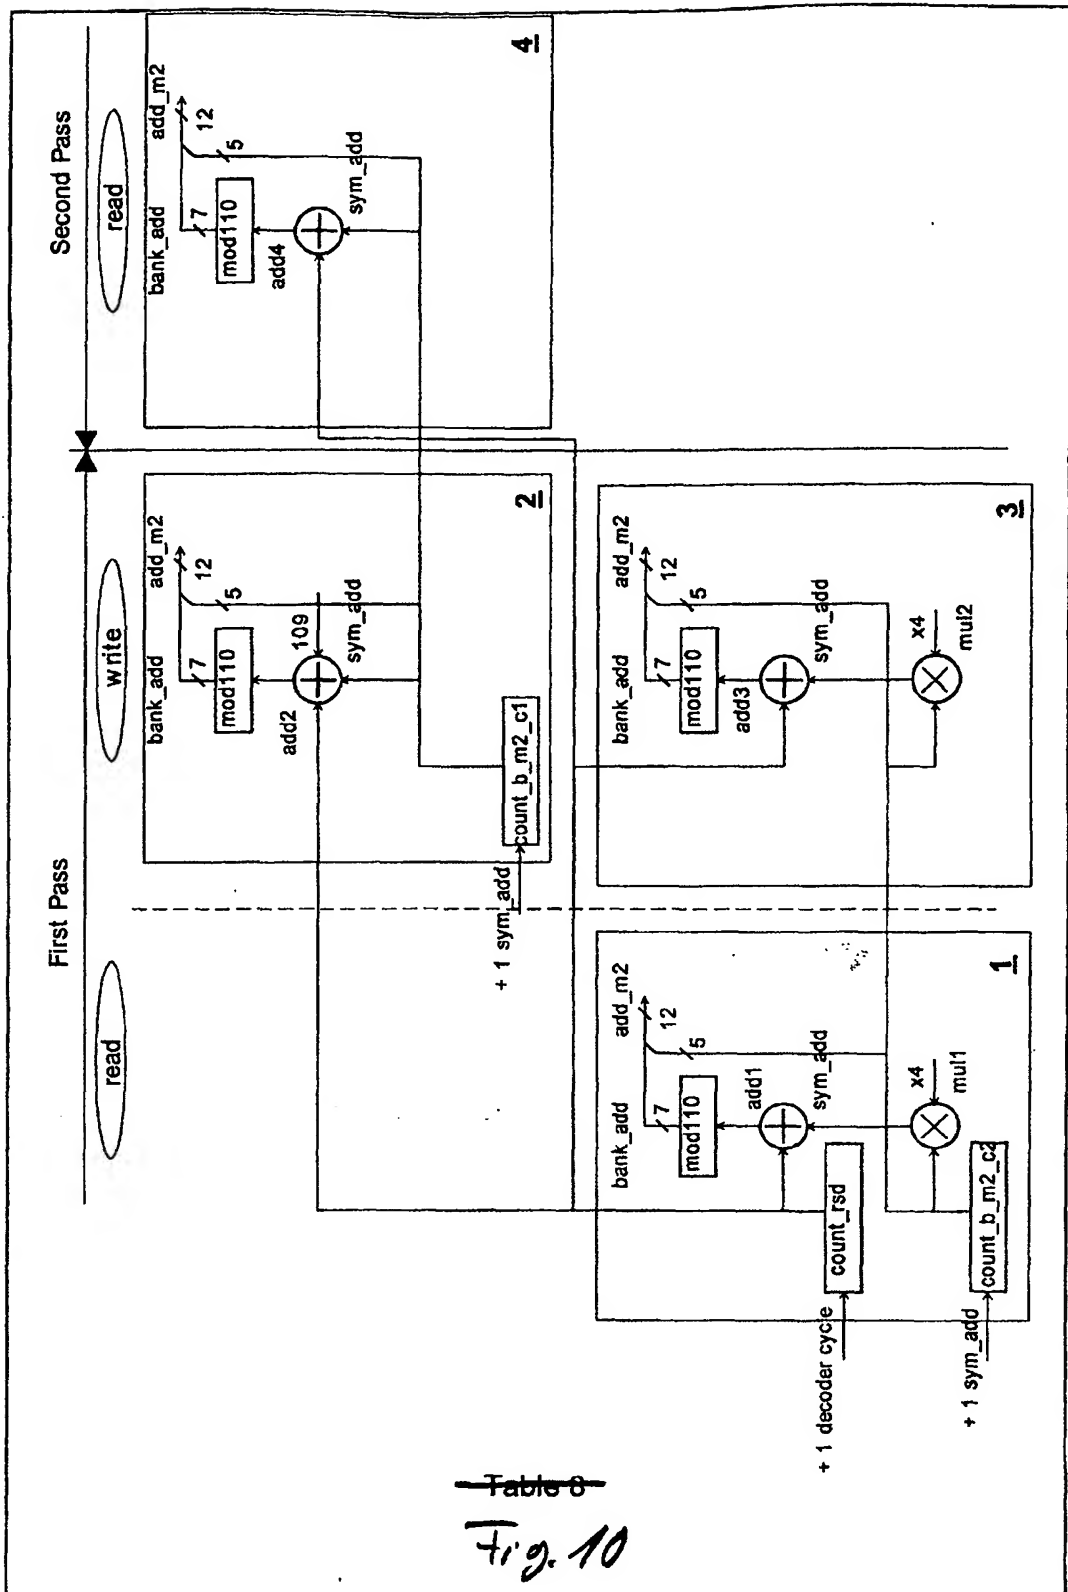 First Pass
Second Pass
read
write
read
bank_add
add_m2
7
12
5
mod110
add4
sym_add
4
bank_add
add_m2
7
12
5
mod110
109
add2
sym_add
count_b_m2_c1
+ 1 sym_add
2
bank_add
add_m2
7
12
5
mod110
add3
sym_add
x4
mul2
3
bank_add
add_m2
7
12
5
mod110
add1
sym_add
x4
mul1
count_rsd
count_b_m2_c2
1
+ 1 decoder cycle
+ 1 sym_add
Table 8
Fig. 10